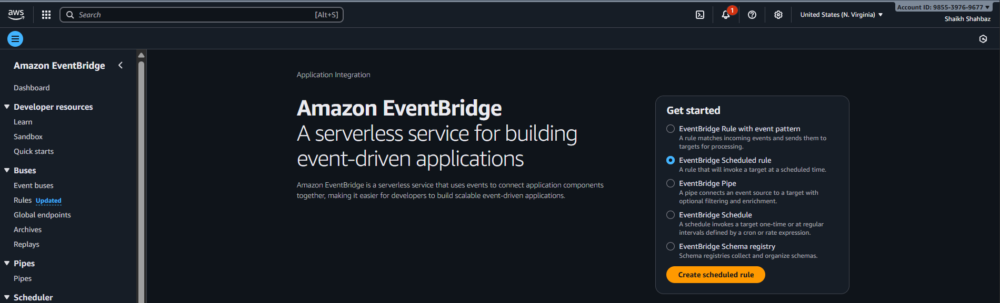 aws
Search
[Alt+S]
1
United States (N. Virginia)
Account ID: 9855-3976-9677
Shaikh Shahbaz
Amazon EventBridge
Dashboard
Developer resources
Learn
Sandbox
Quick starts
Buses
Event buses
Rules Updated
Global endpoints
Archives
Replays
Pipes
Pipes
Scheduler
Application Integration
Amazon EventBridge
A serverless service for building
event-driven applications
Amazon EventBridge is a serverless service that uses events to connect application components
together, making it easier for developers to build scalable event-driven applications.
Get started
EventBridge Rule with event pattern
A rule matches incoming events and sends them to
targets for processing.
EventBridge Scheduled rule
A rule that will invoke a target at a scheduled time.
EventBridge Pipe
A pipe connects an event source to a target with
optional filtering and enrichment.
EventBridge Schedule
A schedule invokes a target one-time or at regular
intervals defined by a cron or rate expression.
EventBridge Schema registry
Schema registries collect and organize schemas.
Create scheduled rule